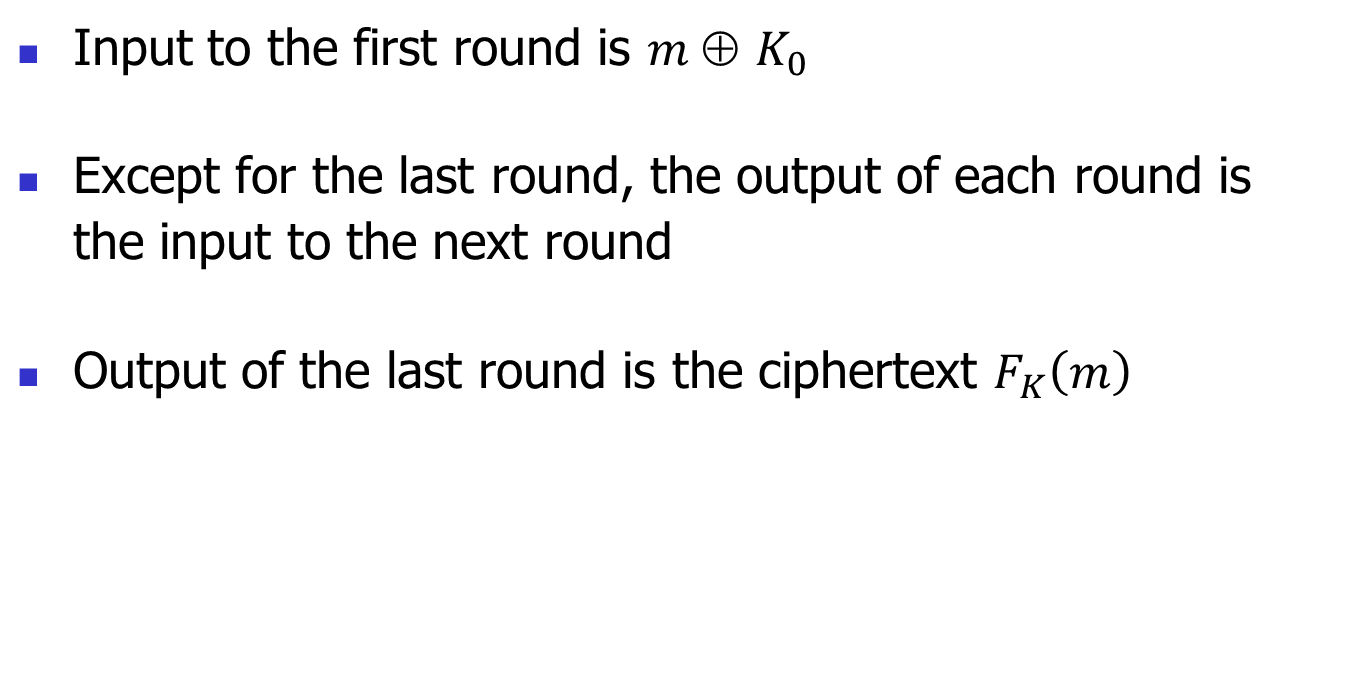 ▪ Input to the first round is 𝑚 ⊕ 𝐾₀
▪ Except for the last round, the output of each round is
the input to the next round
▪ Output of the last round is the ciphertext 𝐹_𝐾(𝑚)